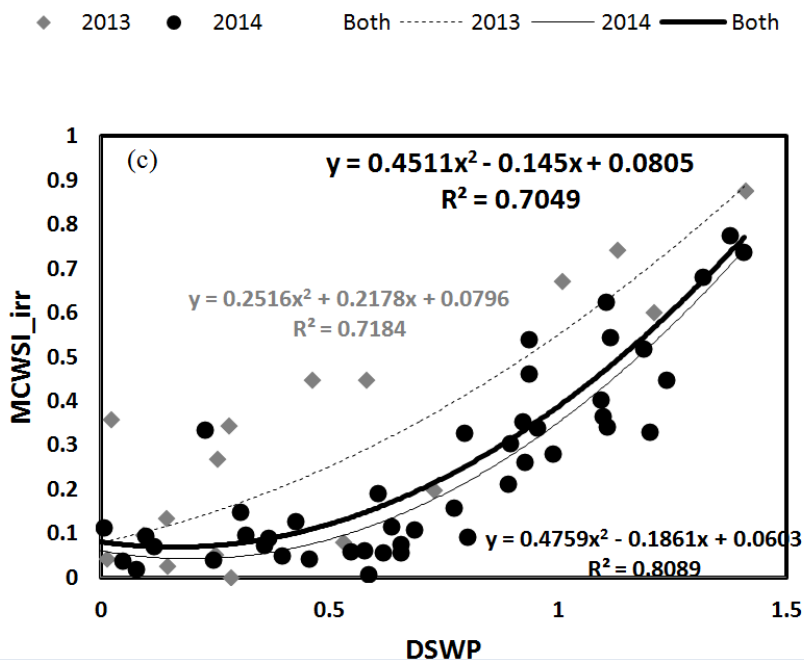 2013 2014 Both 2013 2014 Both
(c)
y = 0.4511x² - 0.145x + 0.0805
R² = 0.7049
y = 0.2516x² + 0.2178x + 0.0796
R² = 0.7184
y = 0.4759x² - 0.1861x + 0.0603
R² = 0.8089
MCWSI_irr
1
0.9
0.8
0.7
0.6
0.5
0.4
0.3
0.2
0.1
0
0 0.5 1 1.5
DSWP